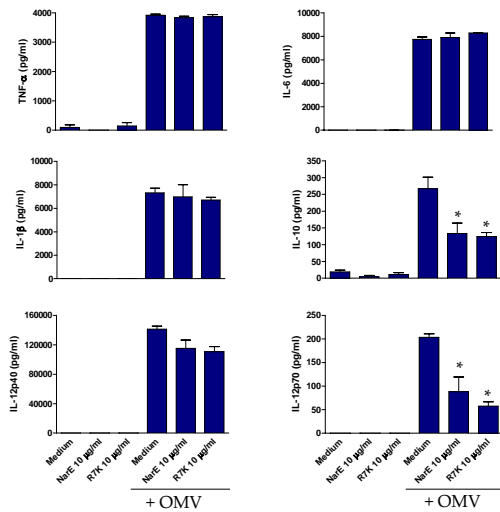 TNF-α (pg/ml)
4000
3000
2000
1000
0
IL-6 (pg/ml)
10000
8000
6000
4000
2000
0
IL-1β (pg/ml)
10000
8000
6000
4000
2000
0
IL-10 (pg/ml)
350
300
250
200
150
100
50
0
*
*
IL-12p40 (pg/ml)
160000
120000
80000
40000
0
Medium
NarE 10 µg/ml
R7K 10 µg/ml
Medium
NarE 10 µg/ml
R7K 10 µg/ml
+ OMV
IL-12p70 (pg/ml)
250
200
150
100
50
0
*
*
Medium
NarE 10 µg/ml
R7K 10 µg/ml
Medium
NarE 10 µg/ml
R7K 10 µg/ml
+ OMV